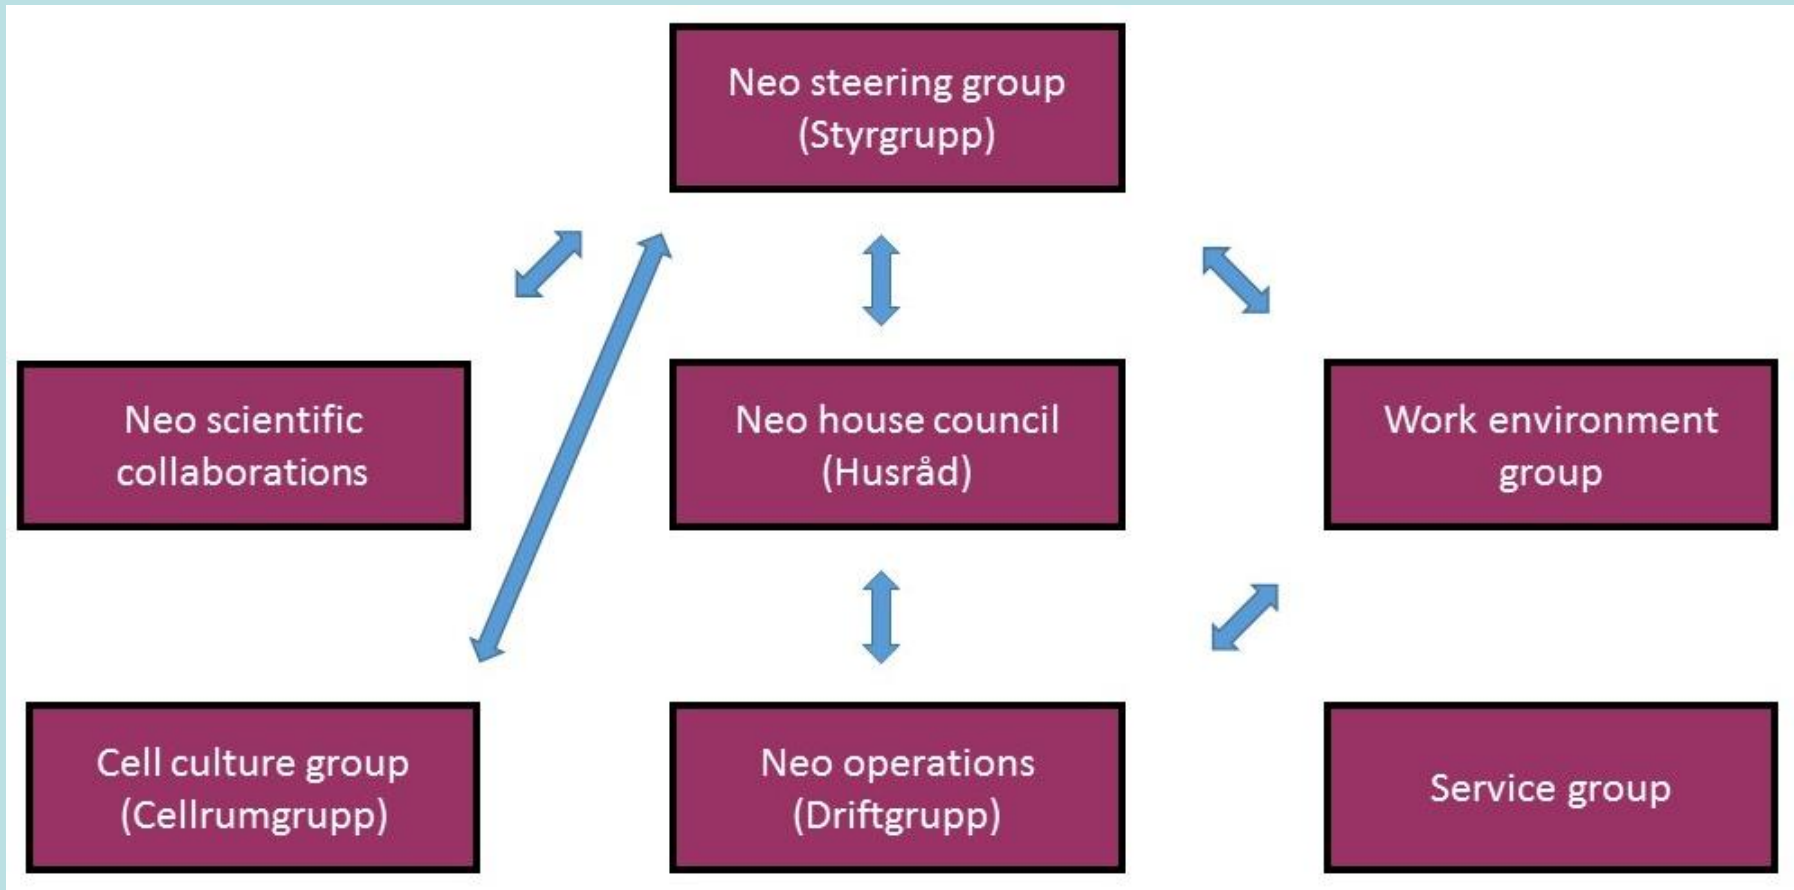 Neo steering group
(Styrgrupp)
Neo scientific
collaborations
Neo house council
(Husråd)
Work environment
group
Cell culture group
(Cellrumgrupp)
Neo operations
(Driftgrupp)
Service group